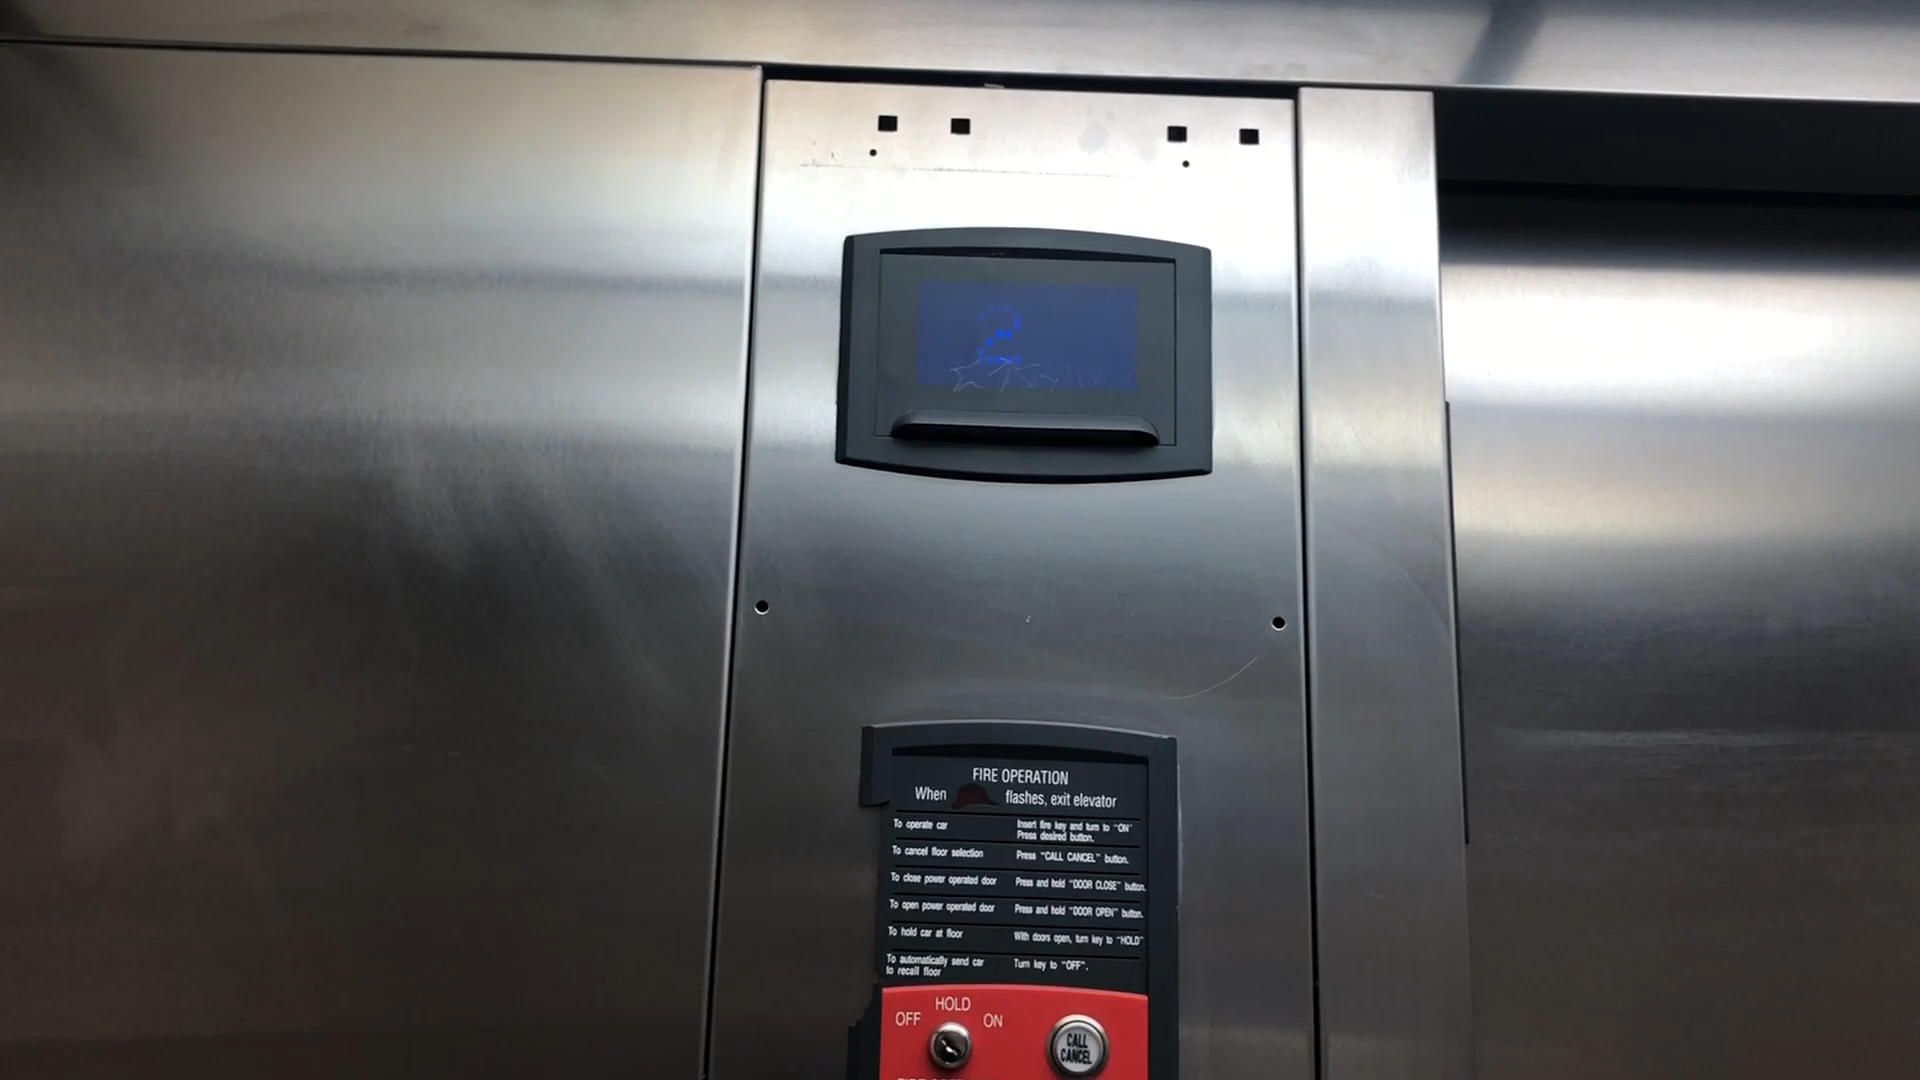 2
FIRE OPERATION
When flashes, exit elevator
To operate car Insert fire key and turn to "ON"
Press desired button.
To cancel floor selection Press "CALL CANCEL" button.
To close power operated door Press and hold "DOOR CLOSE" button.
To open power operated door Press and hold "DOOR OPEN" button.
To hold car at floor With doors open, turn key to "HOLD"
To automatically send car
to recall floor Turn key to "OFF".
HOLD
OFF ON
CALL
CANCEL